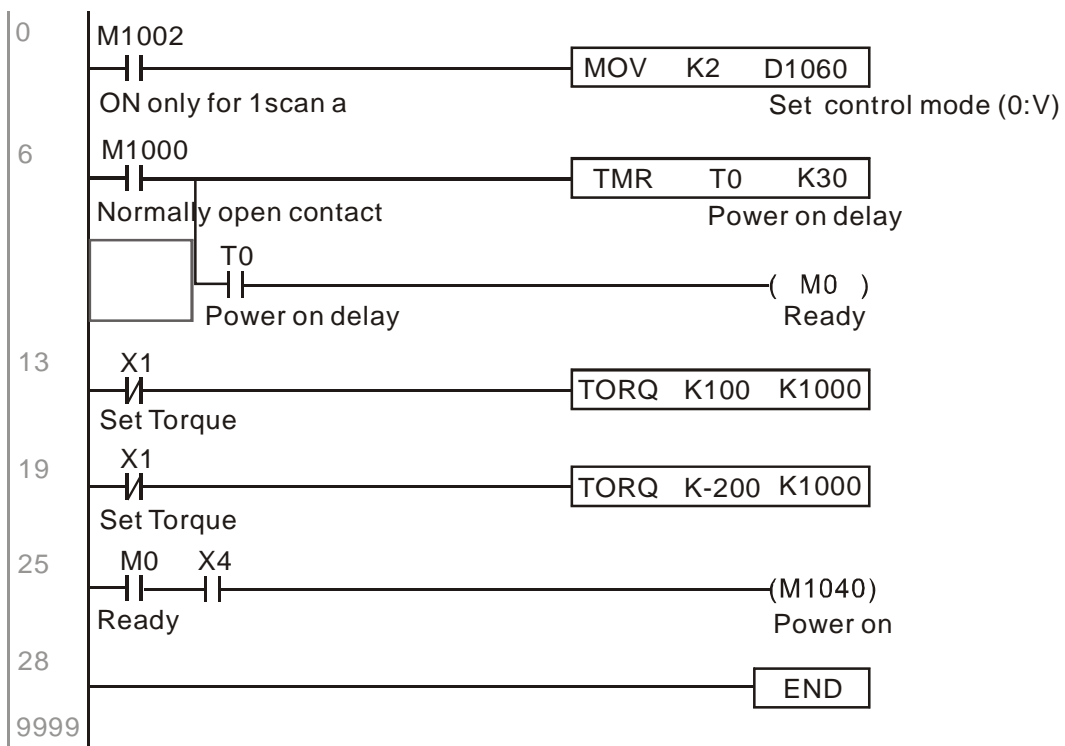 0
M1002
MOV K2 D1060
ON only for 1scan a
Set control mode (0:V)
6
M1000
TMR T0 K30
Normally open contact
Power on delay
T0
( M0 )
Power on delay
Ready
13
X1
TORQ K100 K1000
Set Torque
19
X1
TORQ K-200 K1000
Set Torque
25
M0 X4
(M1040)
Ready
Power on
28
END
9999